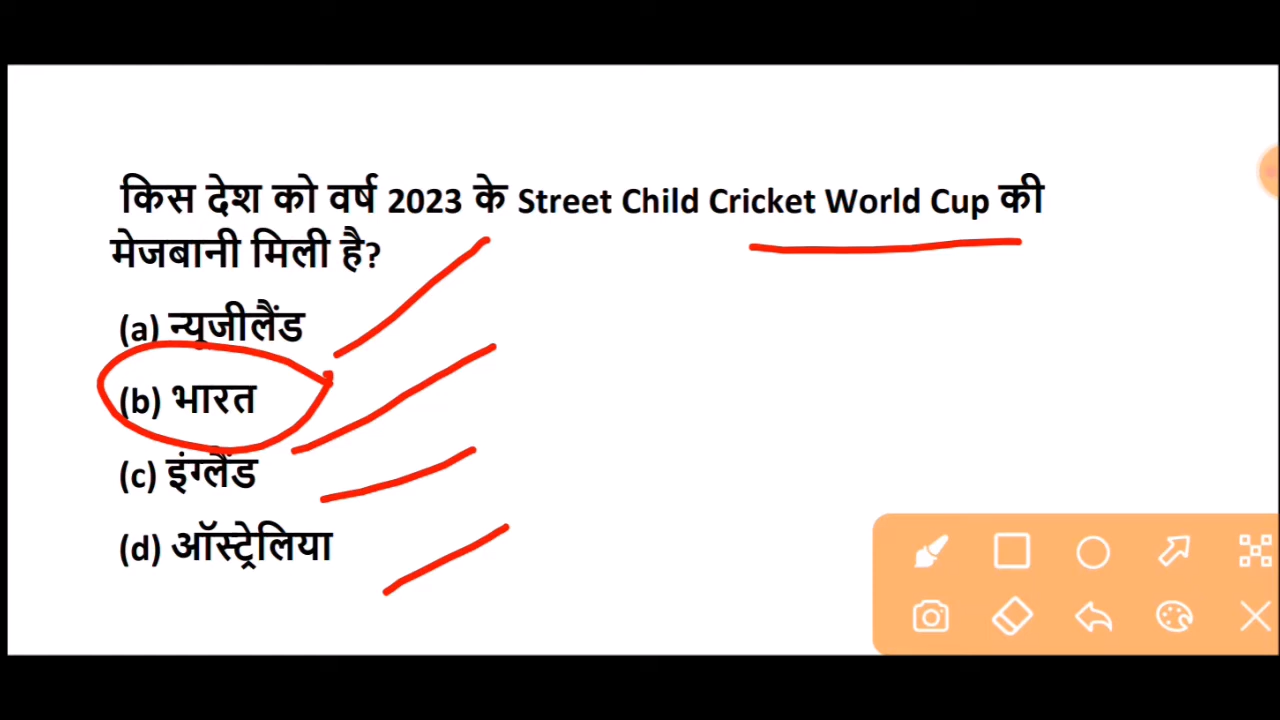 किस देश को वर्ष 2023 के Street Child Cricket World Cup की
मेजबानी मिली है?
(a) न्यूजीलैंड
(b) भारत
(c) इंग्लैंड
(d) ऑस्ट्रेलिया